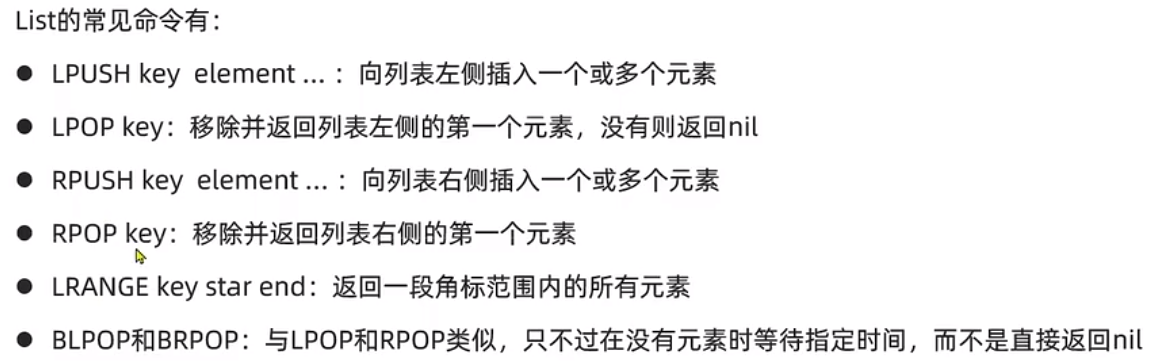 List的常见命令有：
● LPUSH key  element ... ：向列表左侧插入一个或多个元素
● LPOP key：移除并返回列表左侧的第一个元素，没有则返回nil
● RPUSH key  element ... ：向列表右侧插入一个或多个元素
● RPOP key：移除并返回列表右侧的第一个元素
● LRANGE key star end：返回一段角标范围内的所有元素
● BLPOP和BRPOP：与LPOP和RPOP类似，只不过在没有元素时等待指定时间，而不是直接返回nil